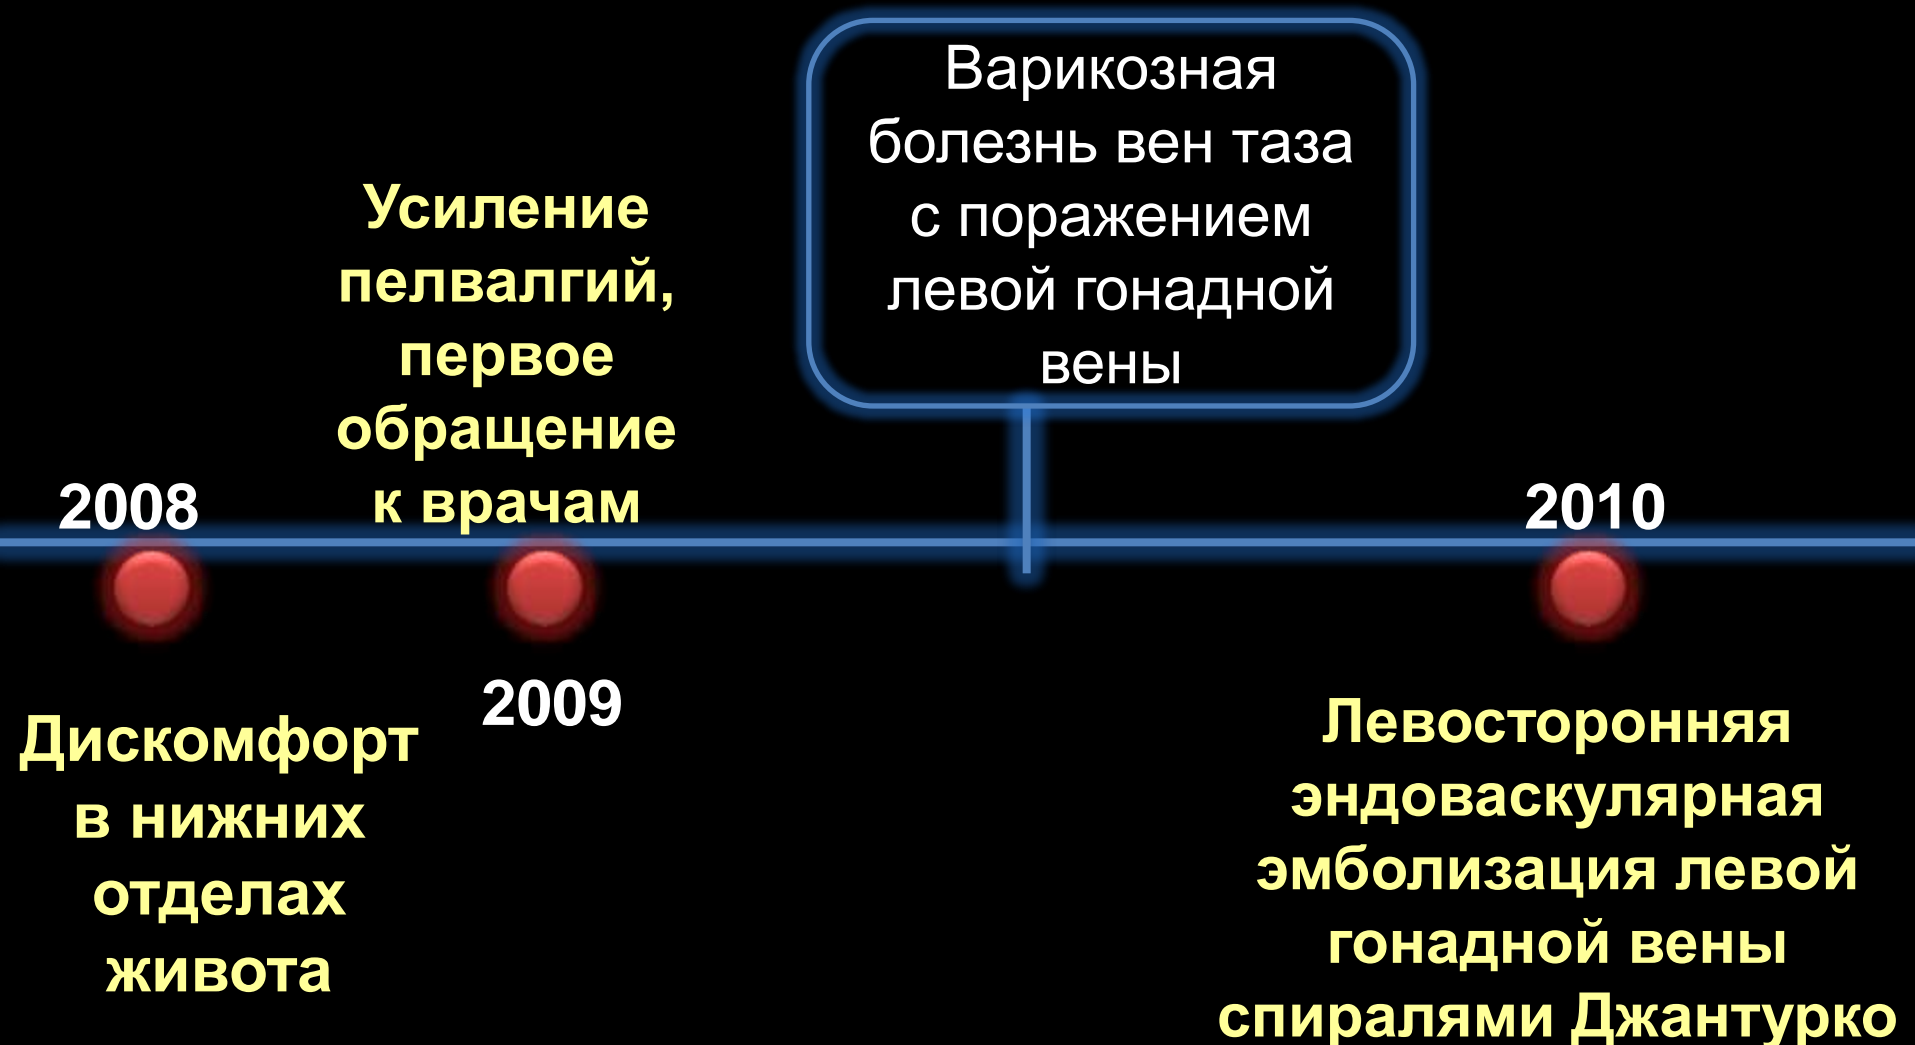 2008
Дискомфорт
в нижних
отделах
живота
Усиление
пелвалгий,
первое
обращение
к врачам
2009
Варикозная
болезнь вен таза
с поражением
левой гонадной
вены
2010
Левосторонняя
эндоваскулярная
эмболизация левой
гонадной вены
спиралями Джантурко